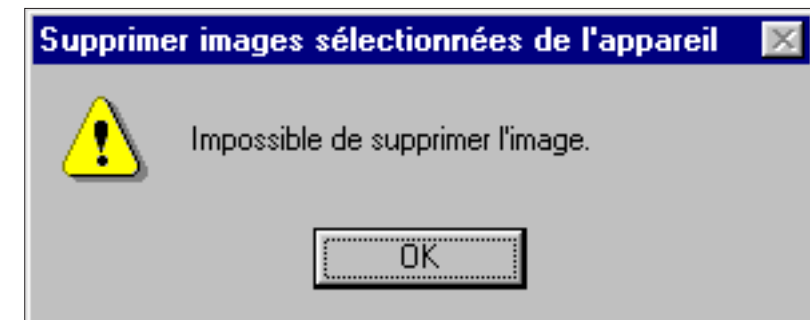 Supprimer images sélectionnées de l'appareil
Impossible de supprimer l'image.
OK